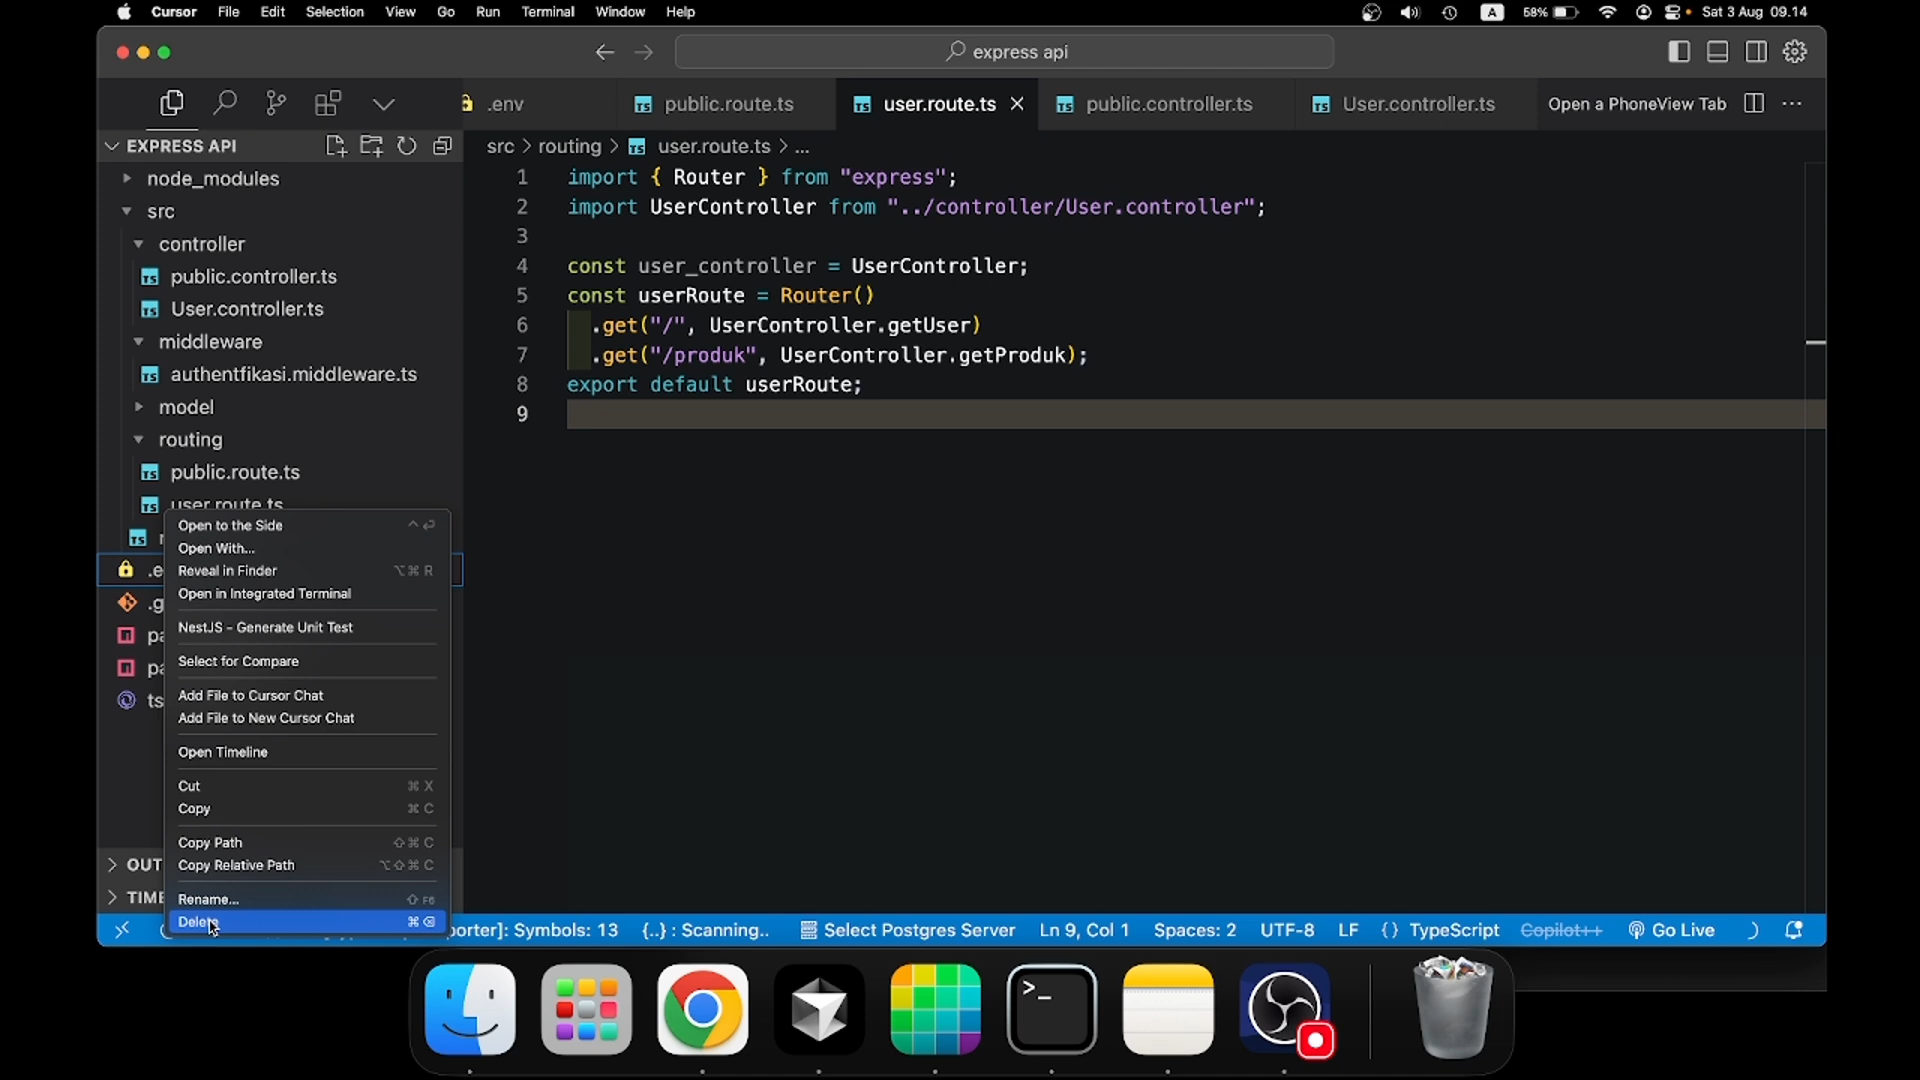 Cursor File Edit Selection View Go Run Terminal Window Help A 58% Sat 3 Aug 09.14
express api
.env public.route.ts user.route.ts public.controller.ts User.controller.ts Open a PhoneView Tab
EXPRESS API
node_modules
src
controller
public.controller.ts
User.controller.ts
middleware
authentfikasi.middleware.ts
model
routing
public.route.ts
user.route.ts
src > routing > user.route.ts > ...
1 import { Router } from "express";
2 import UserController from "../controller/User.controller";
3
4 const user_controller = UserController;
5 const userRoute = Router()
6 .get("/", UserController.getUser)
7 .get("/produk", UserController.getProduk);
8 export default userRoute;
9
Open to the Side ^ ⏎
Open With...
Reveal in Finder ⌥⌘ R
Open in Integrated Terminal
NestJS - Generate Unit Test
Select for Compare
Add File to Cursor Chat
Add File to New Cursor Chat
Open Timeline
Cut ⌘ X
Copy ⌘ C
Copy Path ⇧⌘ C
Copy Relative Path ⌥⇧⌘ C
Rename... ⇧ F6
Delete ⌘ ⌫
.e
.g
pa
pa
ts
OUT
TIME
orter]: Symbols: 13 {..} : Scanning.. Select Postgres Server Ln 9, Col 1 Spaces: 2 UTF-8 LF {} TypeScript Copilot++ Go Live